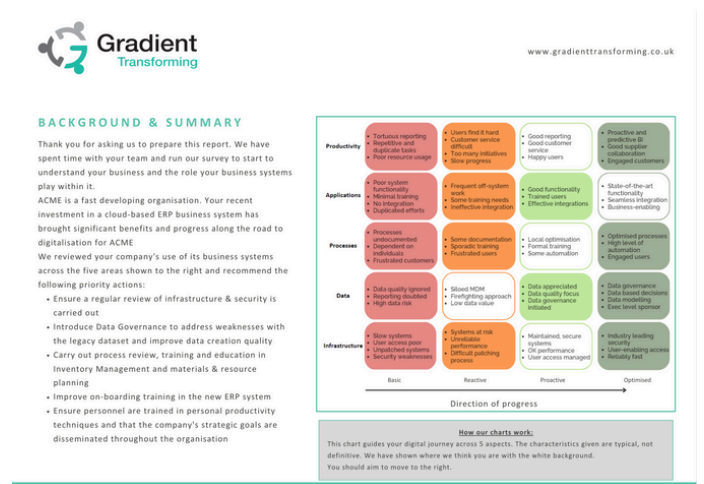 Gradient
Transforming
www.gradienttransforming.co.uk
BACKGROUND & SUMMARY
Thank you for asking us to prepare this report. We have
spent time with your team and run our survey to start to
understand your business and the role your business systems
play within it.
ACME is a fast developing organisation. Your recent
investment in a cloud-based ERP business system has
brought significant benefits and progress along the road to
digitalisation for ACME
We reviewed your company's use of its business systems
across the five areas shown to the right and recommend the
following priority actions:
• Ensure a regular review of infrastructure & security is
carried out
• Introduce Data Governance to address weaknesses with
the legacy dataset and improve data creation quality
• Carry out process review, training and education in
Inventory Management and materials & resource
planning
• Improve on-boarding training in the new ERP system
• Ensure personnel are trained in personal productivity
techniques and that the company's strategic goals are
disseminated throughout the organisation
Productivity
• Tortuous reporting
• Repetitive and
duplicate tasks
• Poor resource usage
• Users find it hard
• Customer service
difficult
• Too many initiatives
• Slow progress
• Good reporting
• Good customer
service
• Happy users
• Proactive and
predictive BI
• Good supplier
collaboration
• Engaged customers
Applications
• Poor system
functionality
• Minimal training
• No integration
• Duplicated efforts
• Frequent off-system
work
• Some training needs
• Ineffective integration
• Good functionality
• Trained users
• Effective integrations
• State-of-the-art
functionality
• Seamless integration
• Business-enabling
Processes
• Processes
undocumented
• Dependent on
individuals
• Frustrated customers
• Some documentation
• Sporadic training
• Frustrated users
• Local optimisation
• Formal training
• Some automation
• Optimised processes
• High level of
automation
• Engaged users
Data
• Data quality ignored
• Reporting doubted
• High data risk
• Siloed MDM
• Firefighting approach
• Low data value
• Data appreciated
• Data quality focus
• Data governance
initiated
• Data governance
• Data based decisions
• Data modelling
• Exec level sponsor
Infrastructure
• Slow systems
• User access poor
• Unpatched systems
• Security weaknesses
• Systems at risk
• Unreliable
performance
• Difficult patching
process
• Maintained, secure
systems
• OK performance
• User access managed
• Industry leading
security
• User-enabling access
• Reliably fast
Basic
Reactive
Proactive
Optimised
Direction of progress
How our charts work:
This chart guides your digital journey across 5 aspects. The characteristics given are typical, not
definitive. We have shown where we think you are with the white background.
You should aim to move to the right.